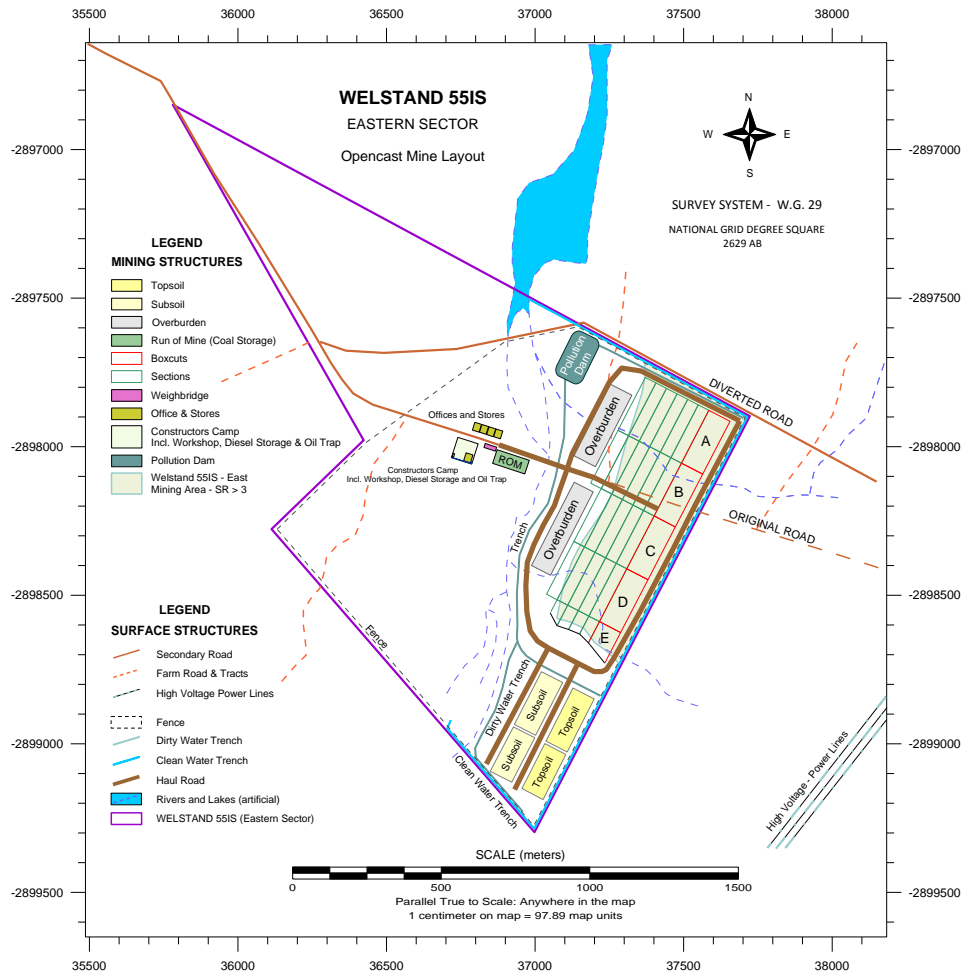 35500 36000 36500 37000 37500 38000
WELSTAND 55IS
EASTERN SECTOR
Opencast Mine Layout
N
W E
S
SURVEY SYSTEM - W.G. 29
NATIONAL GRID DEGREE SQUARE
2629 AB
-2897000 -2897000
-2897500 -2897500
-2898000 -2898000
-2898500 -2898500
-2899000 -2899000
-2899500 -2899500
LEGEND
MINING STRUCTURES
Topsoil
Subsoil
Overburden
Run of Mine (Coal Storage)
Boxcuts
Sections
Weighbridge
Office & Stores
Constructors Camp
Incl. Workshop, Diesel Storage & Oil Trap
Pollution Dam
Welstand 55IS - East
Mining Area - SR > 3
Pollution
Dam
DIVERTED ROAD
Overburden
Offices and Stores
ROM
Constructors Camp
Incl. Workshop, Diesel Storage and Oil Trap
A
B
C
D
E
ORIGINAL ROAD
Overburden
Trench
Fence
LEGEND
SURFACE STRUCTURES
Secondary Road
Farm Road & Tracts
High Voltage Power Lines
Fence
Dirty Water Trench
Clean Water Trench
Haul Road
Rivers and Lakes (artificial)
WELSTAND 55IS (Eastern Sector)
Dirty Water Trench
Subsoil
Topsoil
Subsoil
Topsoil
Clean Water Trench
High Voltage - Power Lines
SCALE (meters)
0 500 1000 1500
Parallel True to Scale: Anywhere in the map
1 centimeter on map = 97.89 map units
35500 36000 36500 37000 37500 38000